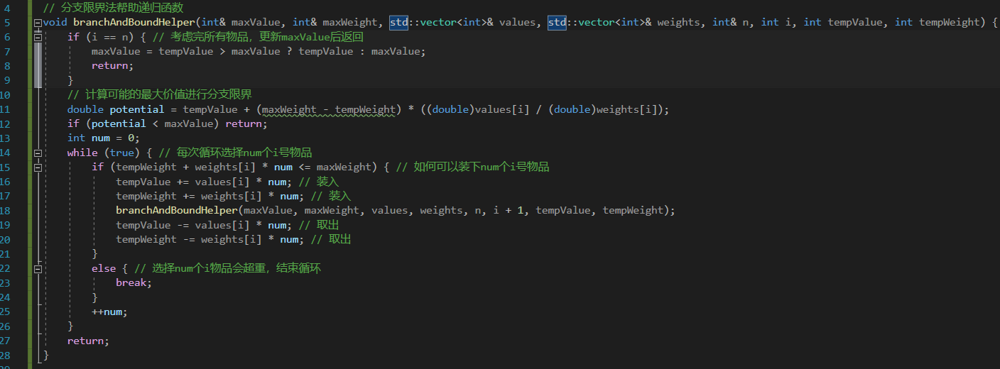 4 // 分支限界法帮助递归函数
5 void branchAndBoundHelper(int& maxValue, int& maxWeight, std::vector<int>& values, std::vector<int>& weights, int& n, int i, int tempValue, int tempWeight) {
6 if (i == n) { // 考虑完所有物品，更新maxValue后返回
7 maxValue = tempValue > maxValue ? tempValue : maxValue;
8 return;
9 }
10 // 计算可能的最大价值进行分支限界
11 double potential = tempValue + (maxWeight - tempWeight) * ((double)values[i] / (double)weights[i]);
12 if (potential < maxValue) return;
13 int num = 0;
14 while (true) { // 每次循环选择num个i号物品
15 if (tempWeight + weights[i] * num <= maxWeight) { // 如何可以装下num个i号物品
16 tempValue += values[i] * num; // 装入
17 tempWeight += weights[i] * num; // 装入
18 branchAndBoundHelper(maxValue, maxWeight, values, weights, n, i + 1, tempValue, tempWeight);
19 tempValue -= values[i] * num; // 取出
20 tempWeight -= weights[i] * num; // 取出
21 }
22 else { // 选择num个i物品会超重，结束循环
23 break;
24 }
25 ++num;
26 }
27 return;
28 }